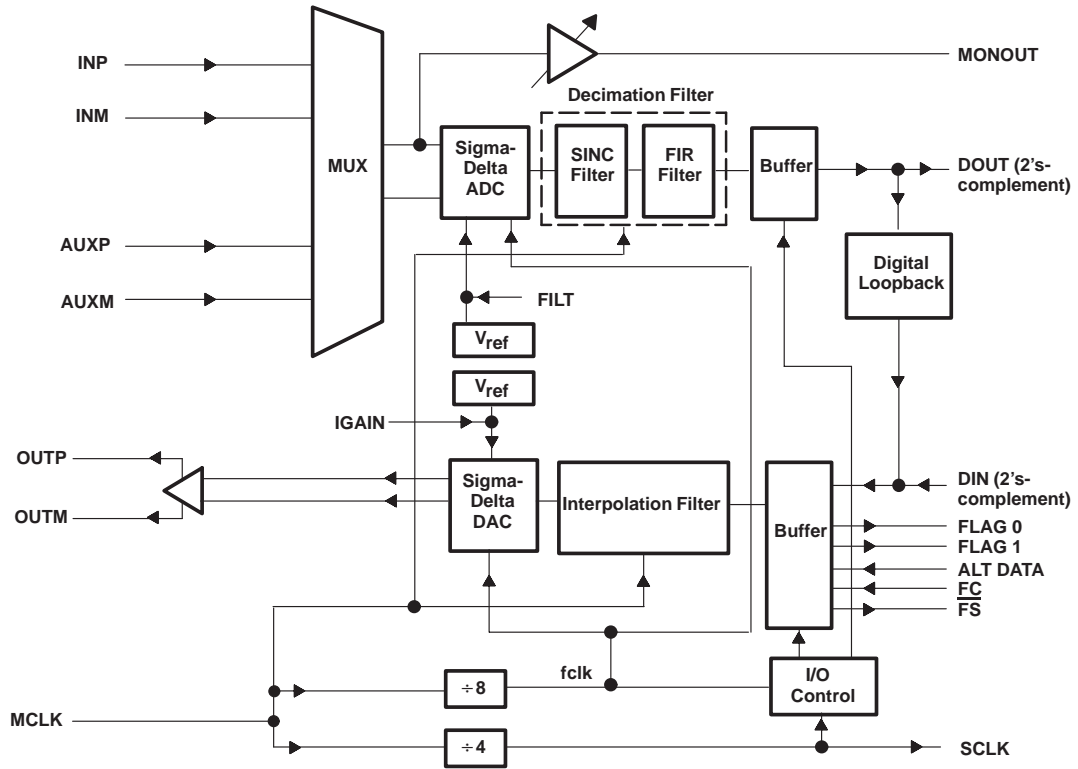 INP
INM
AUXP
AUXM
MUX
MONOUT
Decimation Filter
Sigma-
Delta
ADC
SINC
Filter
FIR
Filter
Buffer
DOUT (2's-
complement)
Digital
Loopback
FILT
Vref
Vref
IGAIN
OUTP
OUTM
Sigma-
Delta
DAC
Interpolation Filter
Buffer
DIN (2's-
complement)
FLAG 0
FLAG 1
ALT DATA
FC
F̅S̅
fclk
I/O
Control
÷8
MCLK
÷4
SCLK